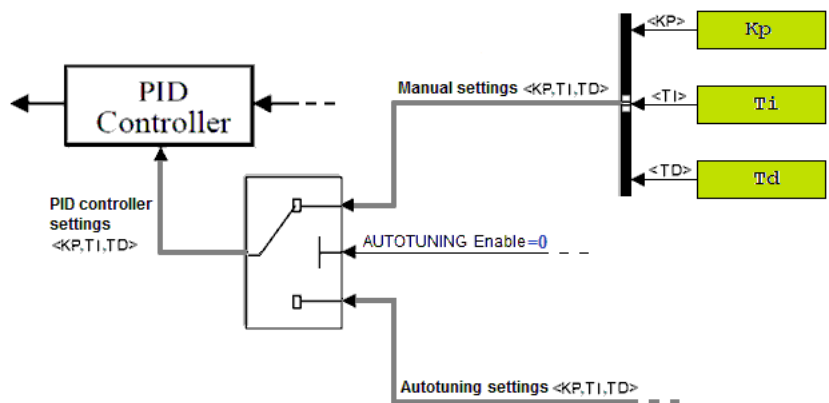 <KP>
Kp
Manual settings <KP,TI,TD>
<TI>
Ti
PID
Controller
<TD>
Td
PID controller
settings
<KP,TI,TD>
AUTOTUNING Enable=0
Autotuning settings <KP,TI,TD>